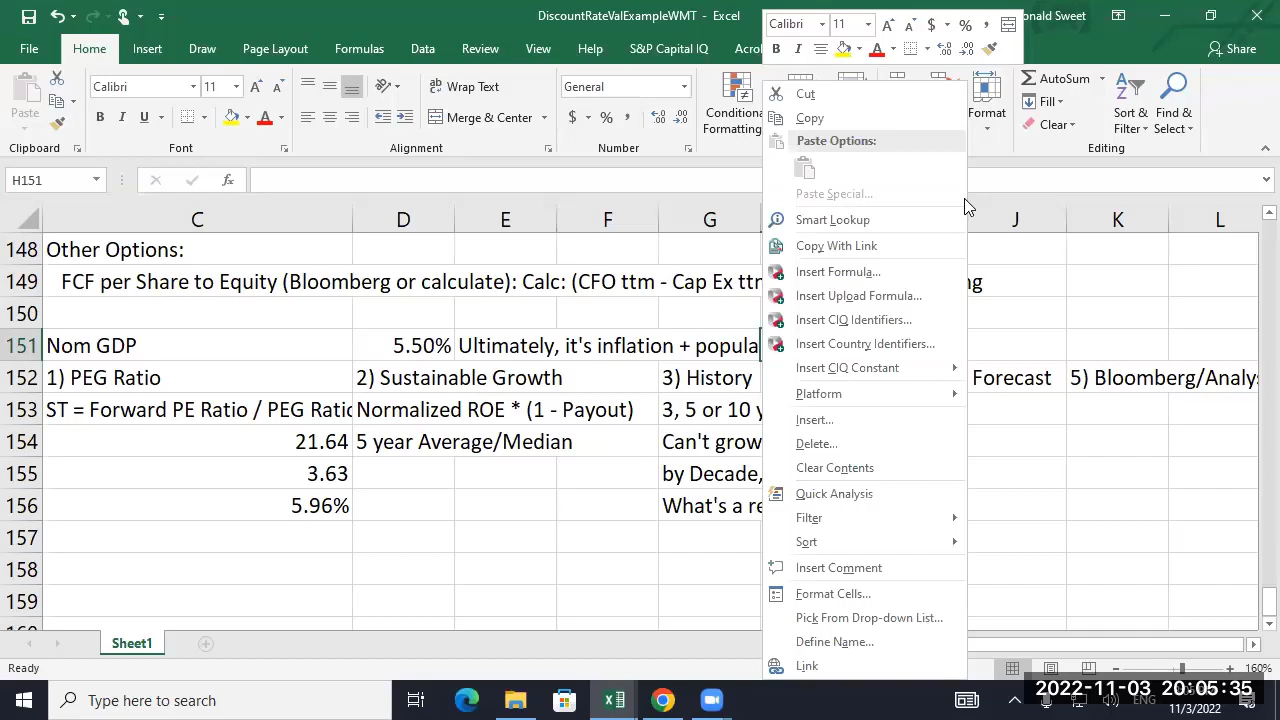 DiscountRateValExampleWMT - Excel
onald Sweet
File Home Insert Draw Page Layout Formulas Data Review View Help S&P Capital IQ Share
Calibri 11 $ % ,
B I A
Paste
Clipboard
Calibri 11
B I U A
Font
Wrap Text
Merge & Center
Alignment
General
$ % ,
Number
Conditional
Formatting
Format
AutoSum
Fill
Clear
Sort &
Filter
Find &
Select
Editing
H151 fx
C D E F G J K L
148 Other Options:
149 FCF per Share to Equity (Bloomberg or calculate): Calc: (CFO ttm - Cap Ex ttm
150
151 Nom GDP 5.50% Ultimately, it's inflation + popula
152 1) PEG Ratio 2) Sustainable Growth 3) History Forecast 5) Bloomberg/Analys
153 ST = Forward PE Ratio / PEG Ratio Normalized ROE * (1 - Payout) 3, 5 or 10 y
154 21.64 5 year Average/Median Can't grow
155 3.63 by Decade,
156 5.96% What's a re
157
158
159
Cut
Copy
Paste Options:
Paste Special...
Smart Lookup
Copy With Link
Insert Formula...
Insert Upload Formula...
Insert CIQ Identifiers...
Insert Country Identifiers...
Insert CIQ Constant
Platform
Insert...
Delete...
Clear Contents
Quick Analysis
Filter
Sort
Insert Comment
Format Cells...
Pick From Drop-down List...
Define Name...
Link
Sheet1
Ready 160%
Type here to search
2022-11-03 20:05:35
ENG
11/3/2022